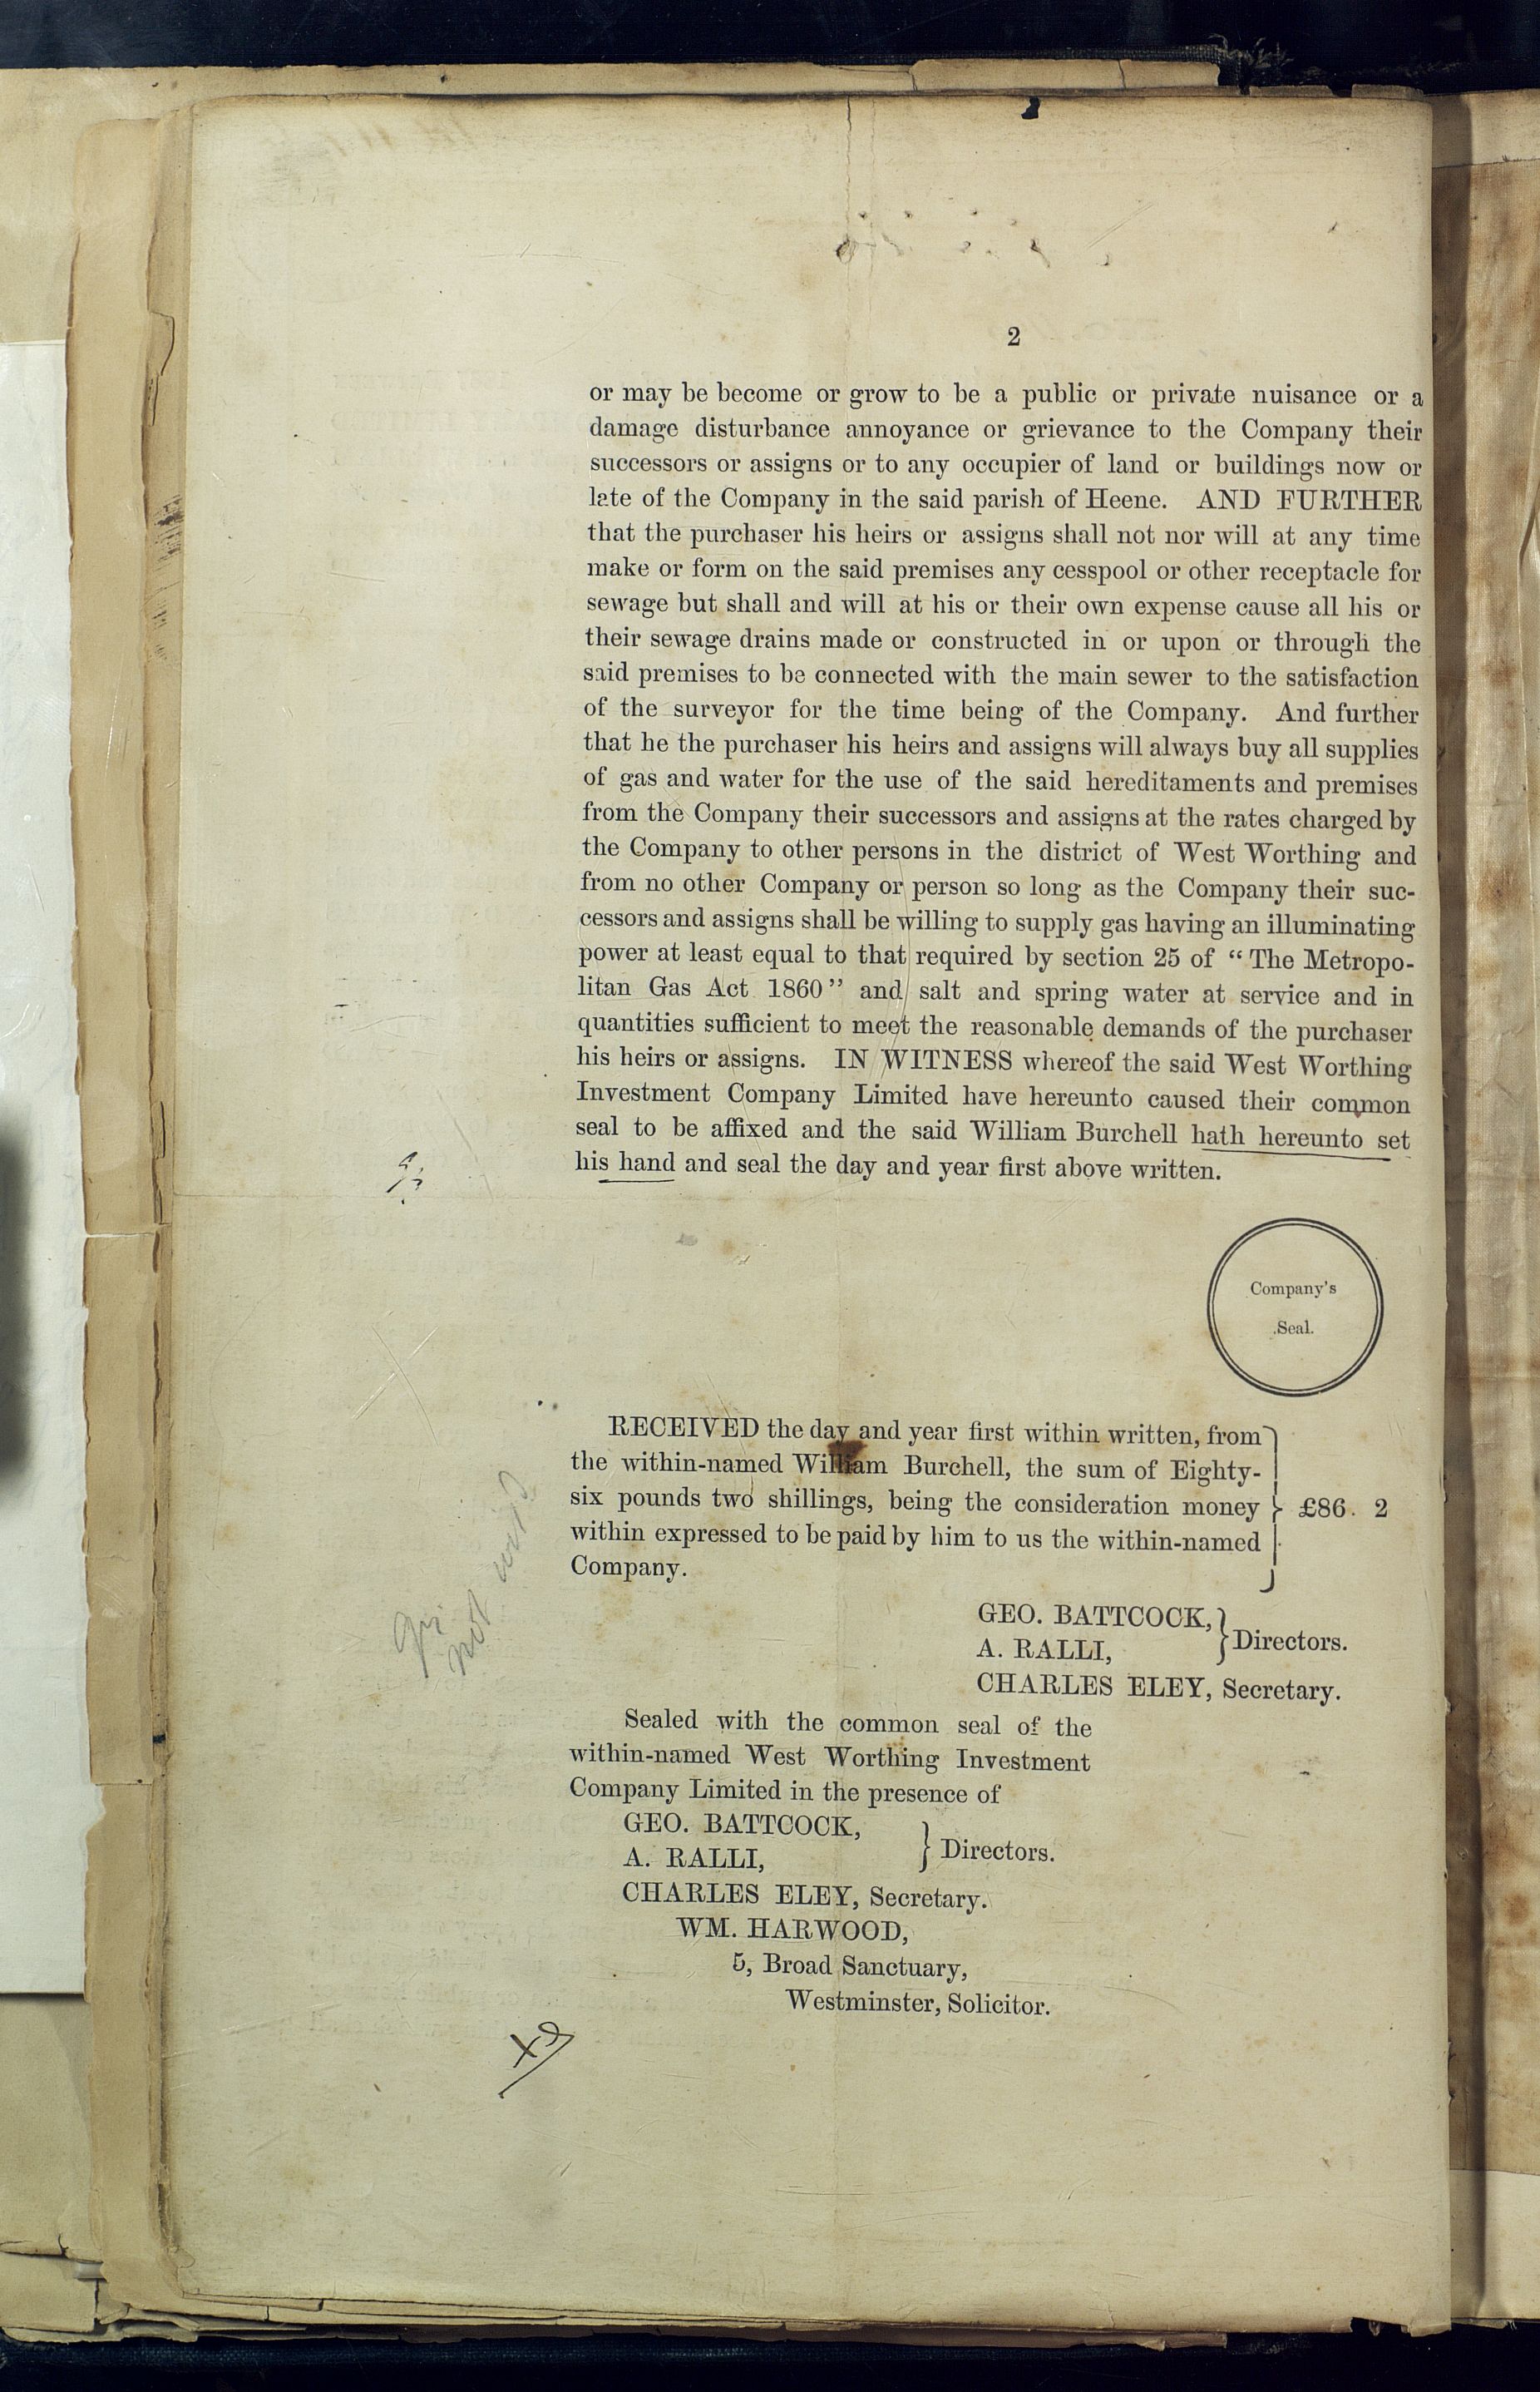 2
or may be become or grow to be a public or private nuisance or a
damage disturbance annoyance or grievance to the Company their
successors or assigns or to any occupier of land or buildings now or
late of the Company in the said parish of Heene. AND FURTHER
that the purchaser his heirs or assigns shall not nor will at any time
make or form on the said premises any cesspool or other receptacle for
sewage but shall and will at his or their own expense cause all his or
their sewage drains made or constructed in or upon or through the
said premises to be connected with the main sewer to the satisfaction
of the surveyor for the time being of the Company. And further
that he the purchaser his heirs and assigns will always buy all supplies
of gas and water for the use of the said hereditaments and premises
from the Company their successors and assigns at the rates charged by
the Company to other persons in the district of West Worthing and
from no other Company or person so long as the Company their suc-
cessors and assigns shall be willing to supply gas having an illuminating
power at least equal to that required by section 25 of “The Metropo-
litan Gas Act 1860” and salt and spring water at service and in
quantities sufficient to meet the reasonable demands of the purchaser
his heirs or assigns. IN WITNESS whereof the said West Worthing
Investment Company Limited have hereunto caused their common
seal to be affixed and the said William Burchell hath hereunto set
his hand and seal the day and year first above written.
Company's
Seal.
RECEIVED the day and year first within written, from
the within-named William Burchell, the sum of Eighty-
six pounds two shillings, being the consideration money } £86. 2
within expressed to be paid by him to us the within-named
Company.
GEO. BATTCOCK,
A. RALLI, } Directors.
CHARLES ELEY, Secretary.
Sealed with the common seal of the
within-named West Worthing Investment
Company Limited in the presence of
GEO. BATTCOCK,
A. RALLI, } Directors.
CHARLES ELEY, Secretary.
WM. HARWOOD,
5, Broad Sanctuary,
Westminster, Solicitor.